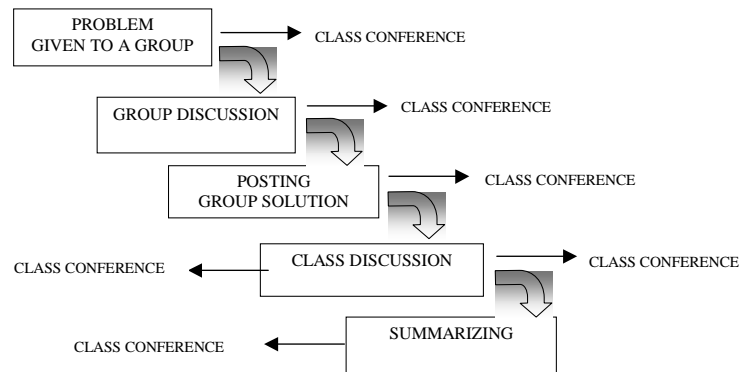 PROBLEM
GIVEN TO A GROUP
CLASS CONFERENCE
GROUP DISCUSSION
CLASS CONFERENCE
POSTING
GROUP SOLUTION
CLASS CONFERENCE
CLASS CONFERENCE
CLASS DISCUSSION
CLASS CONFERENCE
SUMMARIZING
CLASS CONFERENCE